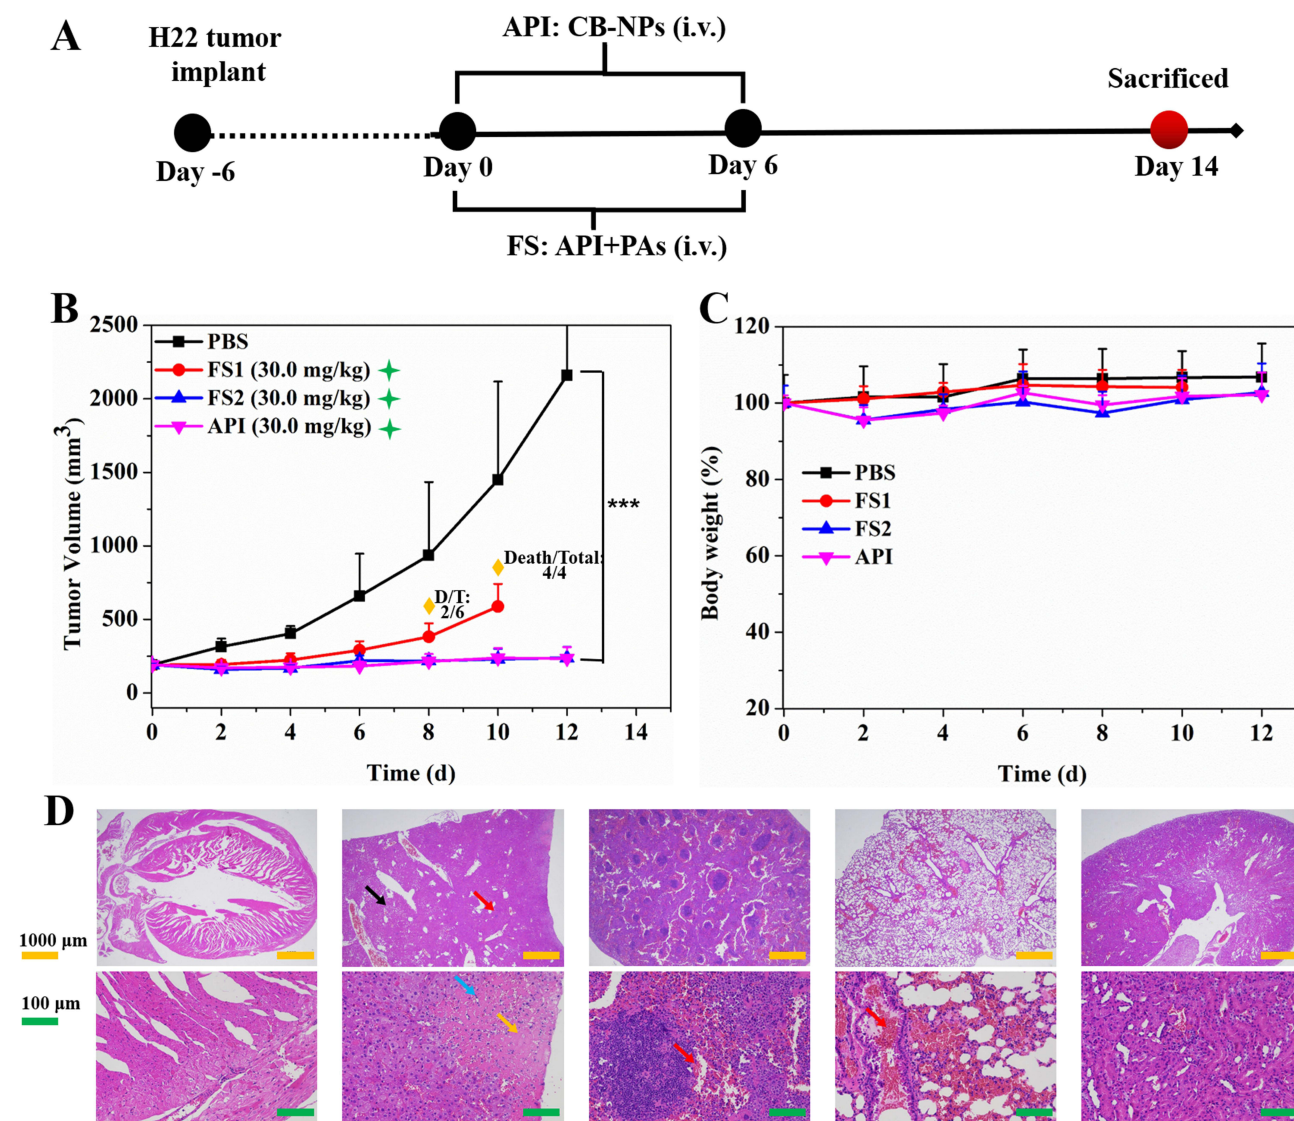 A
H22 tumor
implant
API: CB-NPs (i.v.)
Sacrificed
Day -6
Day 0
Day 6
Day 14
FS: API+PAs (i.v.)
B
Tumor Volume (mm3)
2500
2000
1500
1000
500
0
PBS
FS1 (30.0 mg/kg)
FS2 (30.0 mg/kg)
API (30.0 mg/kg)
***
Death/Total:
4/4
D/T:
2/6
0 2 4 6 8 10 12 14
Time (d)
C
Body weight (%)
120
100
80
60
40
20
PBS
FS1
FS2
API
0 2 4 6 8 10 12
Time (d)
D
1000 μm
100 μm